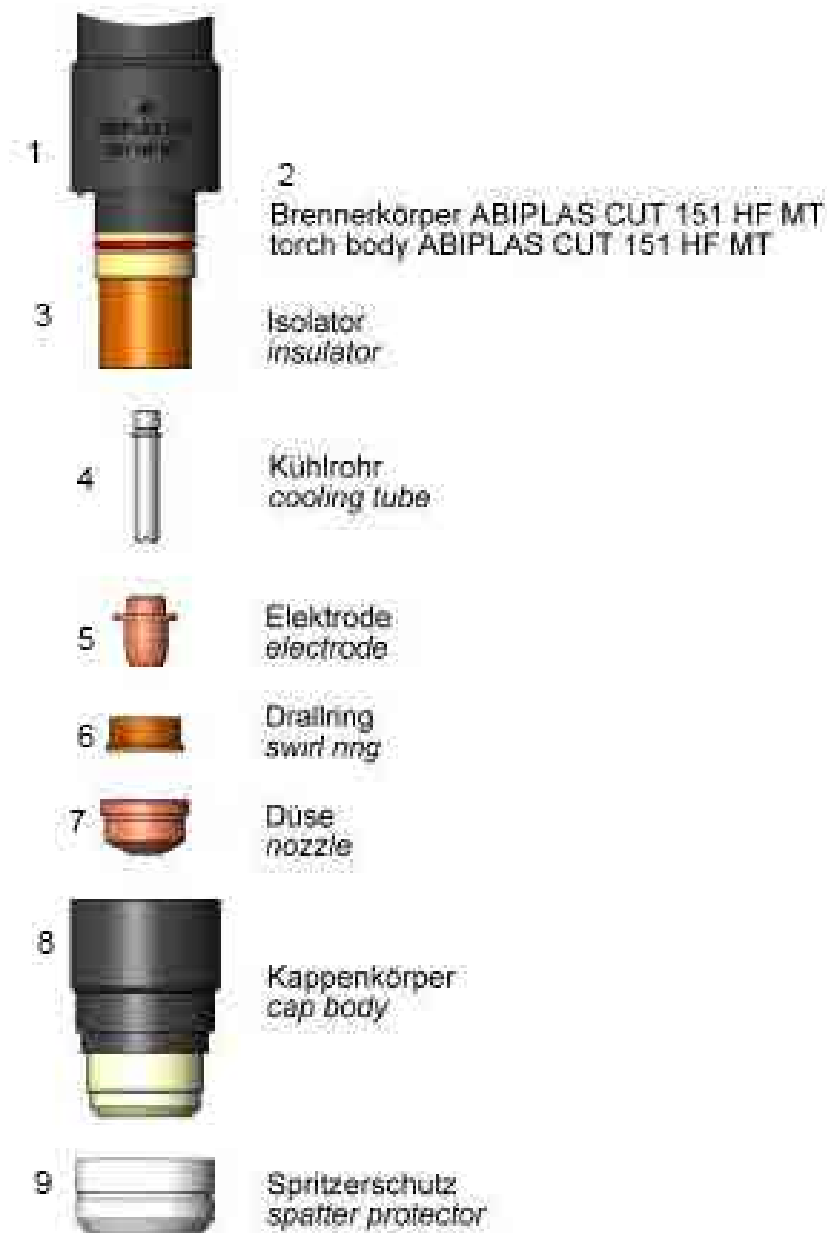 1
2
Brennerkörper ABIPLAS CUT 151 HF MT
torch body ABIPLAS CUT 151 HF MT
3
Isolator
insulator
4
Kühlrohr
cooling tube
5
Elektrode
electrode
6
Drallring
swirl ring
7
Düse
nozzle
8
Kappenkörper
cap body
9
Spritzerschutz
spatter protector